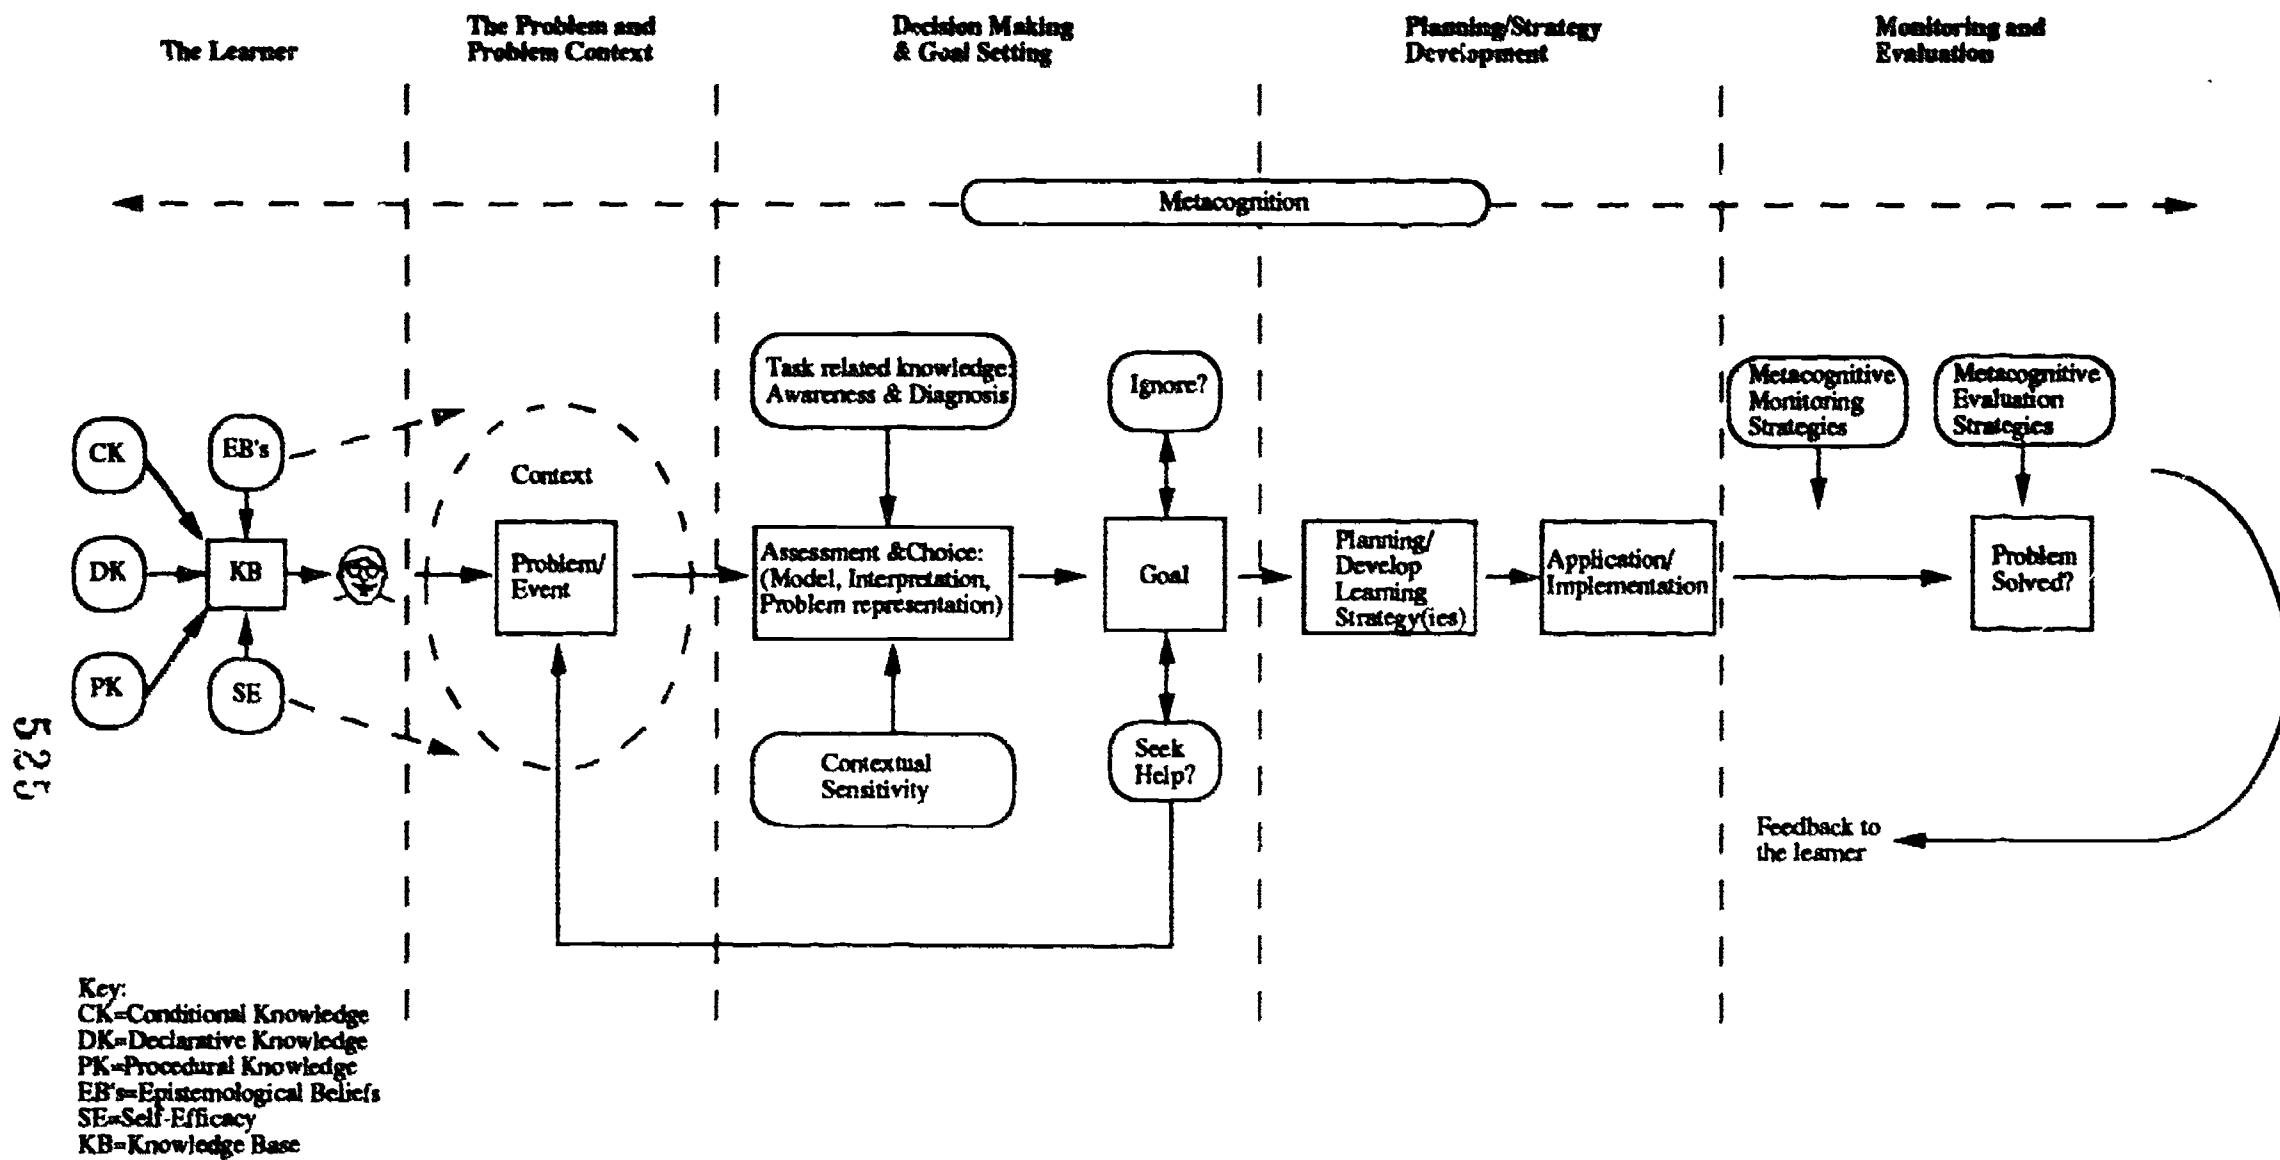 The Learner
The Problem and
Problem Context
Decision Making
& Goal Setting
Planning/Strategy
Development
Monitoring and
Evaluation
Metacognition
Task related knowledge:
Awareness & Diagnosis
Ignore?
Metacognitive
Monitoring
Strategies
Metacognitive
Evaluation
Strategies
CK
EB's
Context
DK
KB
Problem/
Event
Assessment &Choice:
(Model, Interpretation,
Problem representation)
Goal
Planning/
Develop
Learning
Strategy(ies)
Application/
Implementation
Problem
Solved?
PK
SE
Contextual
Sensitivity
Seek
Help?
Feedback to
the learner
Key:
CK=Conditional Knowledge
DK=Declarative Knowledge
PK=Procedural Knowledge
EB's=Epistemological Beliefs
SE=Self-Efficacy
KB=Knowledge Base